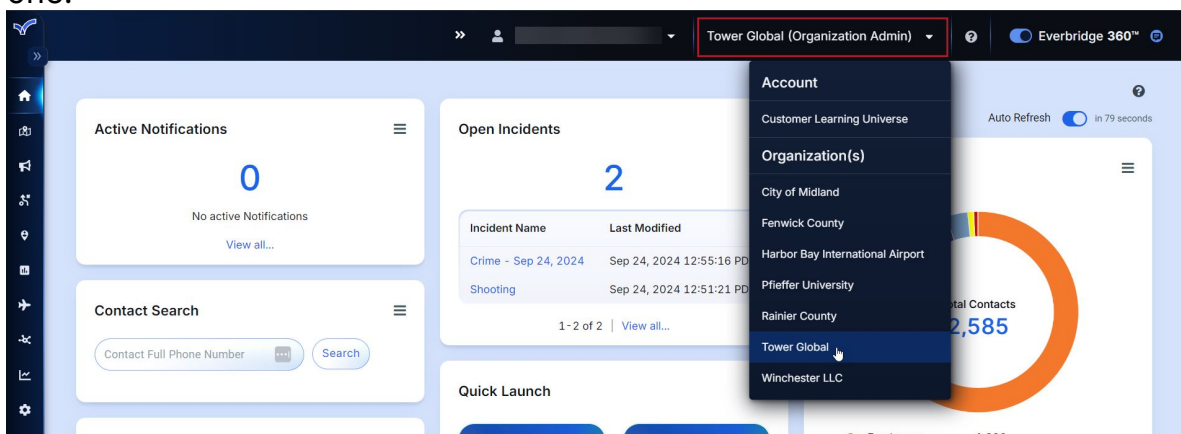 one.
Tower Global (Organization Admin)
Everbridge 360™
Account
Customer Learning Universe
Organization(s)
City of Midland
Fenwick County
Harbor Bay International Airport
Pfieffer University
Rainier County
Tower Global
Winchester LLC
Auto Refresh in 79 seconds
Active Notifications
0
No active Notifications
View all...
Contact Search
Contact Full Phone Number
Search
Open Incidents
2
Incident Name Last Modified
Crime - Sep 24, 2024 Sep 24, 2024 12:55:16 PD
Shooting Sep 24, 2024 12:51:21 PD
1-2 of 2 | View all...
Quick Launch
Contacts
2,585